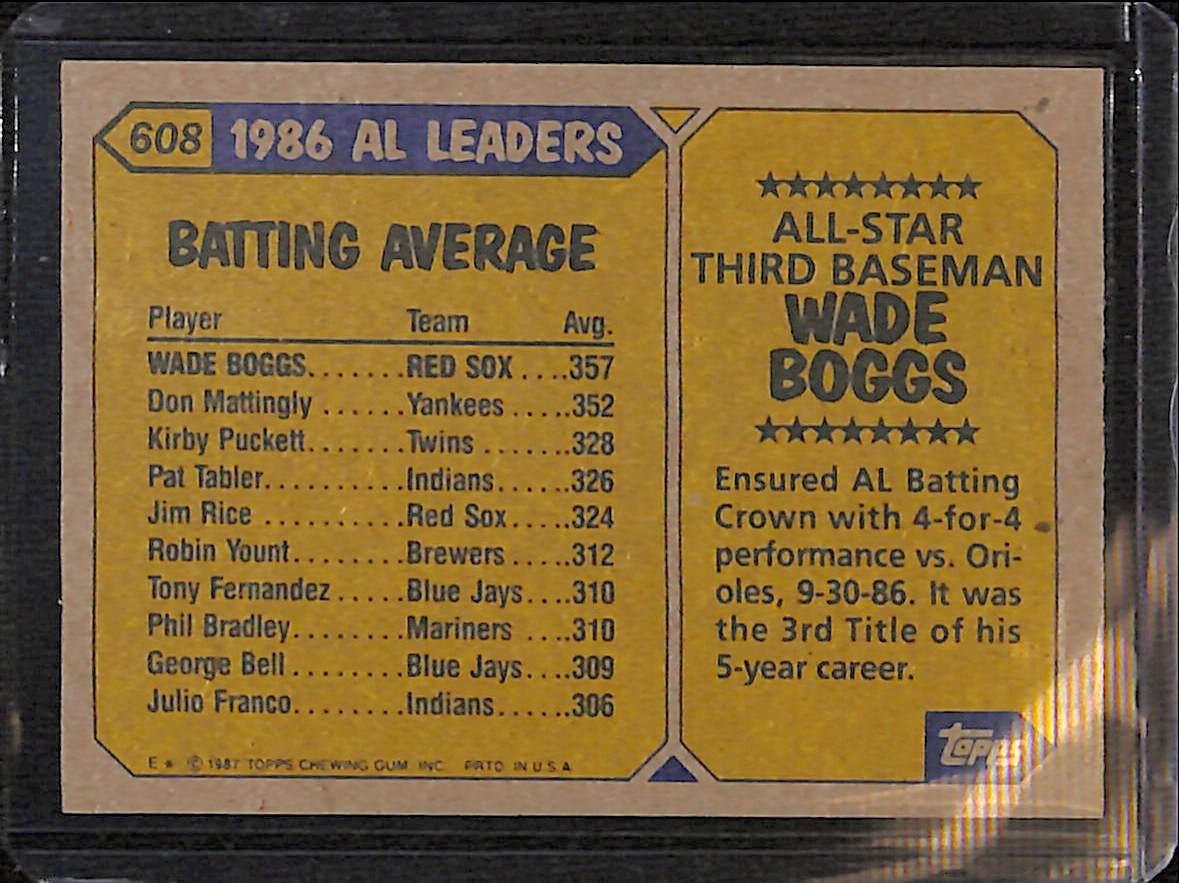 608 1986 AL LEADERS
BATTING AVERAGE
Player Team Avg.
WADE BOGGS.......RED SOX ....357
Don Mattingly ......Yankees .....352
Kirby Puckett........Twins .......328
Pat Tabler..........Indians......326
Jim Rice ..........Red Sox.....324
Robin Yount........Brewers ....312
Tony Fernandez .....Blue Jays....310
Phil Bradley........Mariners ....310
George Bell ........Blue Jays....309
Julio Franco........Indians......306
E * © 1987 TOPPS CHEWING GUM, INC. PRTD. IN U.S.A.
★★★★★★★★
ALL-STAR
THIRD BASEMAN
WADE
BOGGS
★★★★★★★★
Ensured AL Batting
Crown with 4-for-4
performance vs. Ori-
oles, 9-30-86. It was
the 3rd Title of his
5-year career.
topps